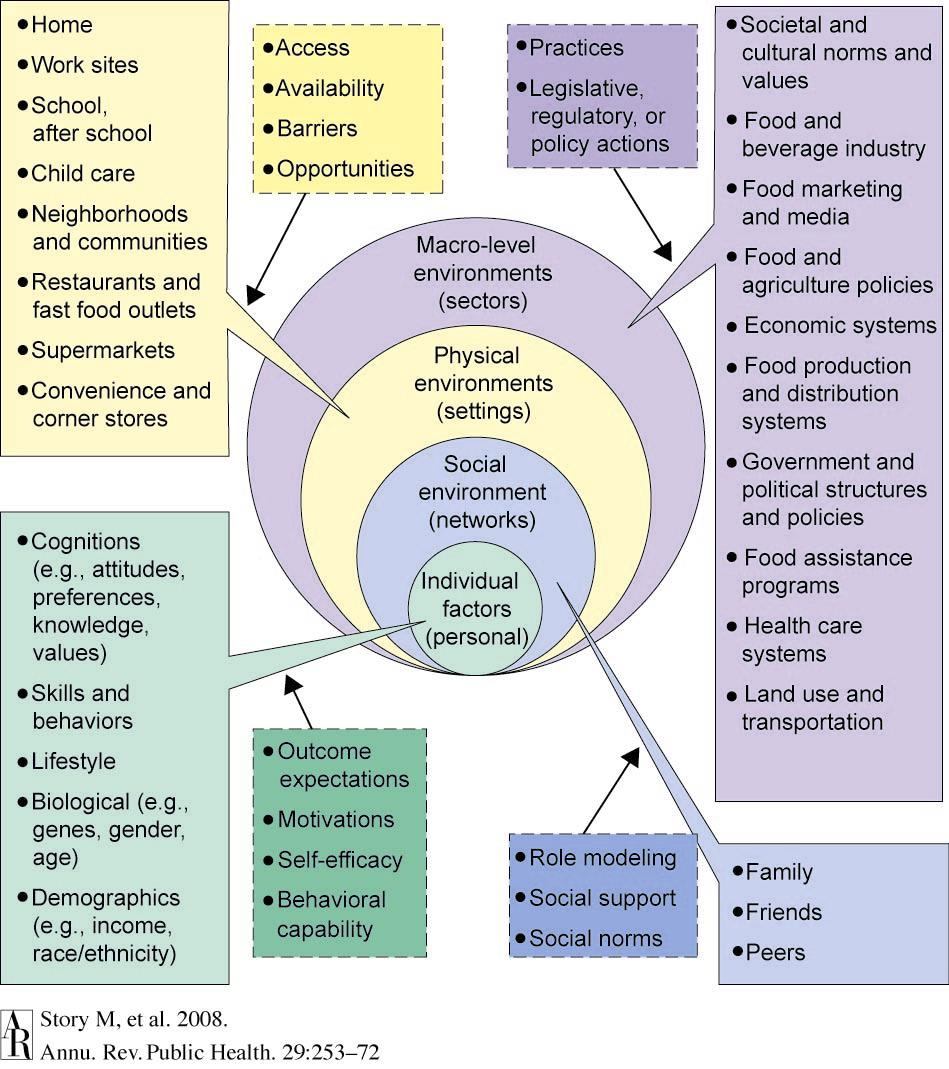 ● Home
● Work sites
● School,
after school
● Child care
● Neighborhoods
and communities
● Restaurants and
fast food outlets
● Supermarkets
● Convenience and
corner stores
● Access
● Availability
● Barriers
● Opportunities
● Practices
● Legislative,
regulatory, or
policy actions
● Societal and
cultural norms and
values
● Food and
beverage industry
● Food marketing
and media
● Food and
agriculture policies
● Economic systems
● Food production
and distribution
systems
● Government and
political structures
and policies
● Food assistance
programs
● Health care
systems
● Land use and
transportation
Macro-level
environments
(sectors)
Physical
environments
(settings)
Social
environment
(networks)
Individual
factors
(personal)
● Cognitions
(e.g., attitudes,
preferences,
knowledge,
values)
● Skills and
behaviors
● Lifestyle
● Biological (e.g.,
genes, gender,
age)
● Demographics
(e.g., income,
race/ethnicity)
● Outcome
expectations
● Motivations
● Self-efficacy
● Behavioral
capability
● Role modeling
● Social support
● Social norms
● Family
● Friends
● Peers
AR
Story M, et al. 2008.
Annu. Rev. Public Health. 29:253–72